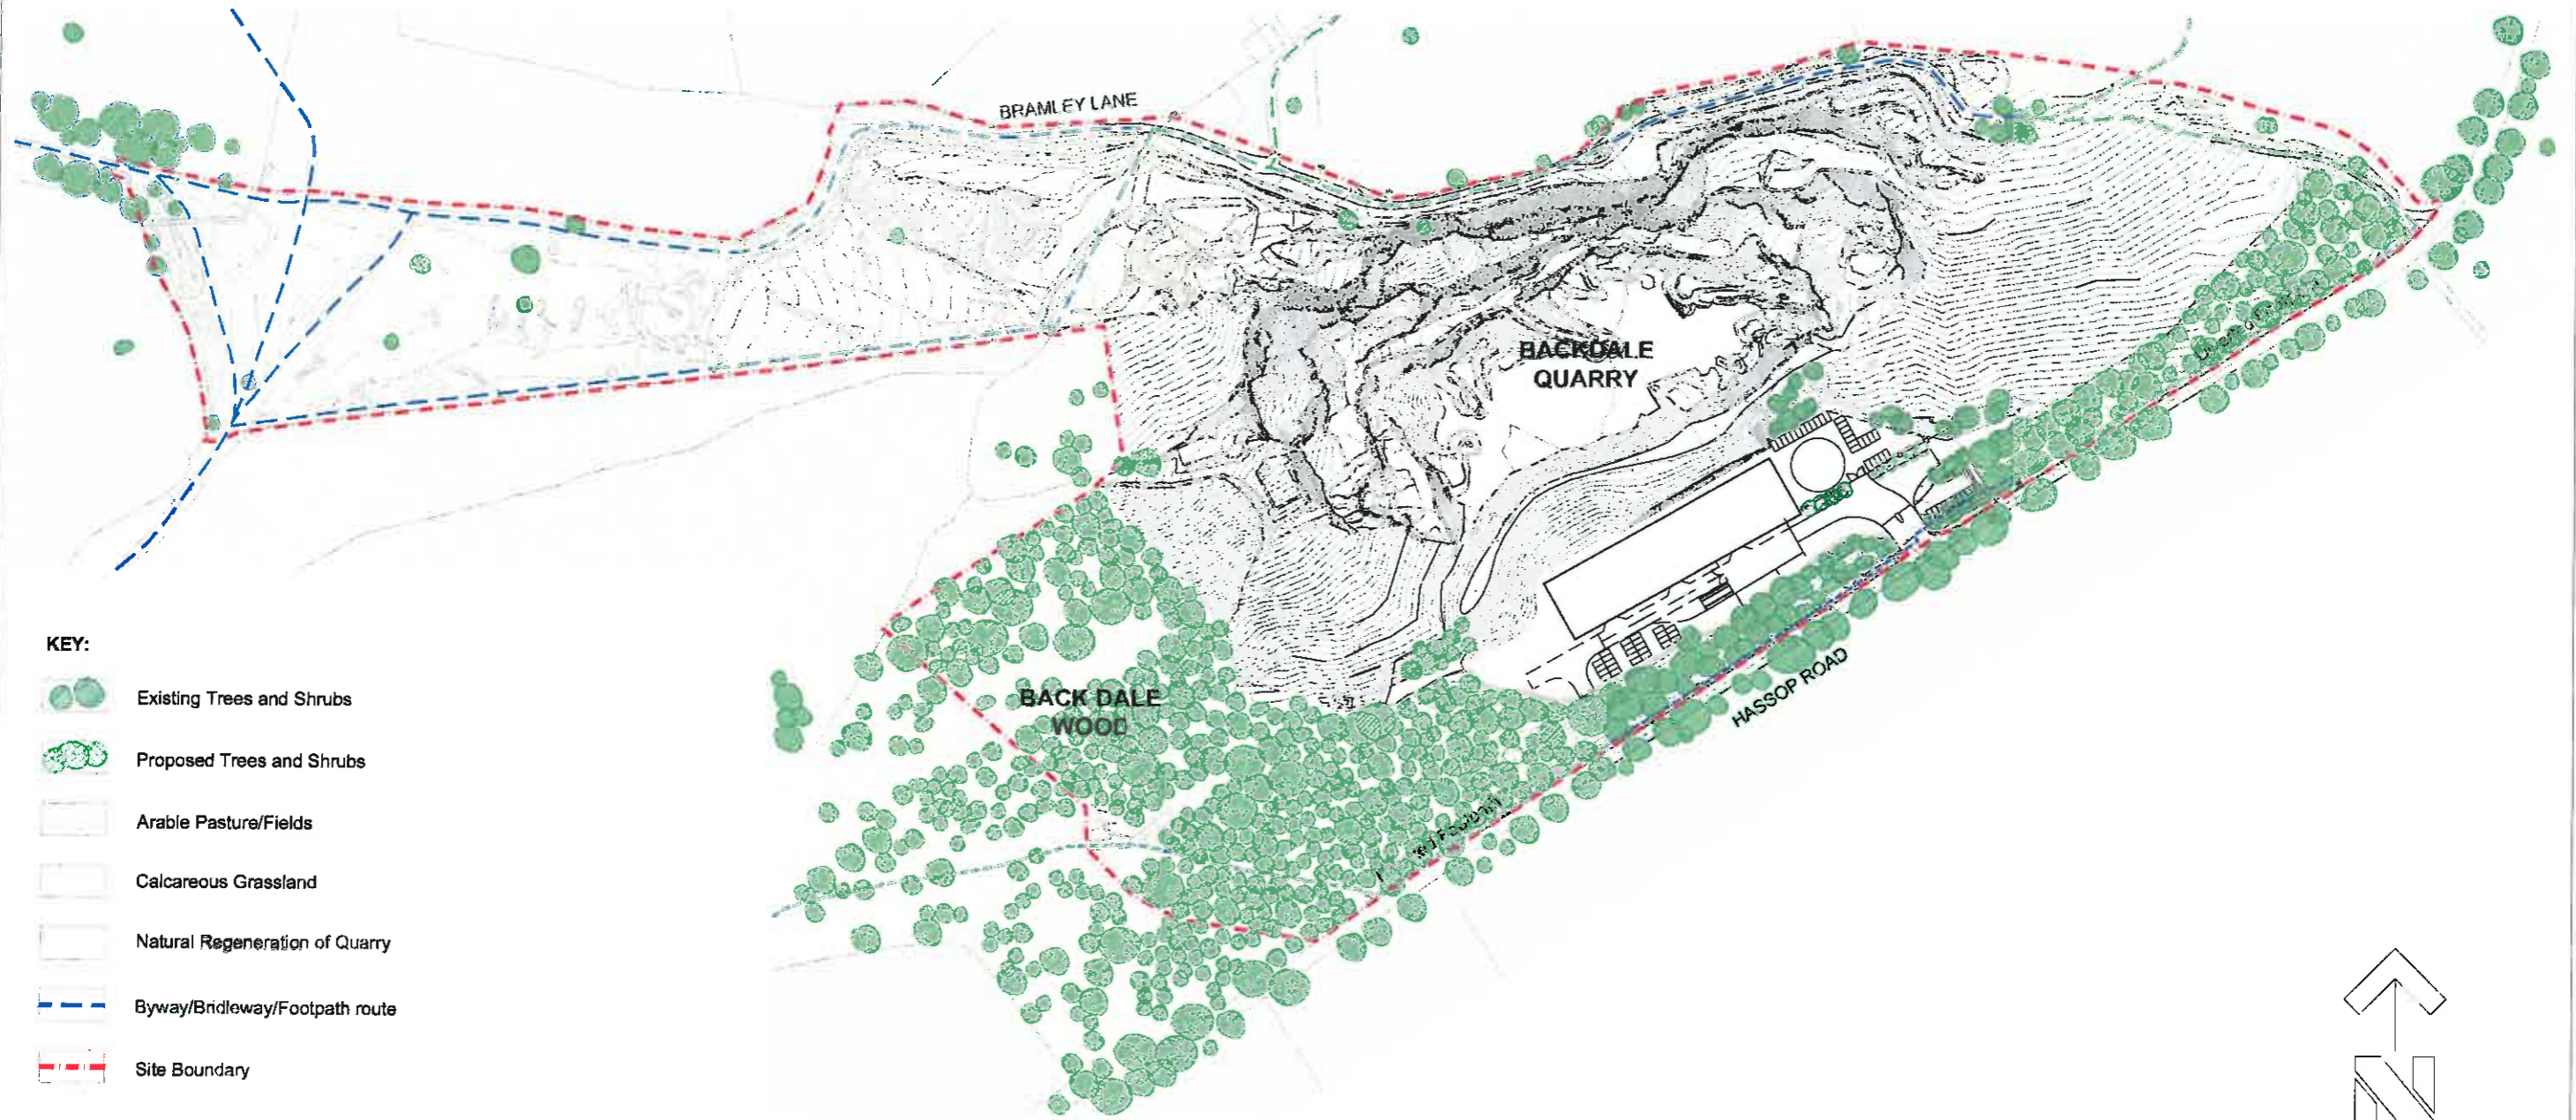 BRAMLEY LANE
BACKDALE
QUARRY
KEY:
Existing Trees and Shrubs
Proposed Trees and Shrubs
Arable Pasture/Fields
Calcareous Grassland
Natural Regeneration of Quarry
Byway/Bridleway/Footpath route
Site Boundary
BACK DALE
WOOD
HASSOP ROAD
N